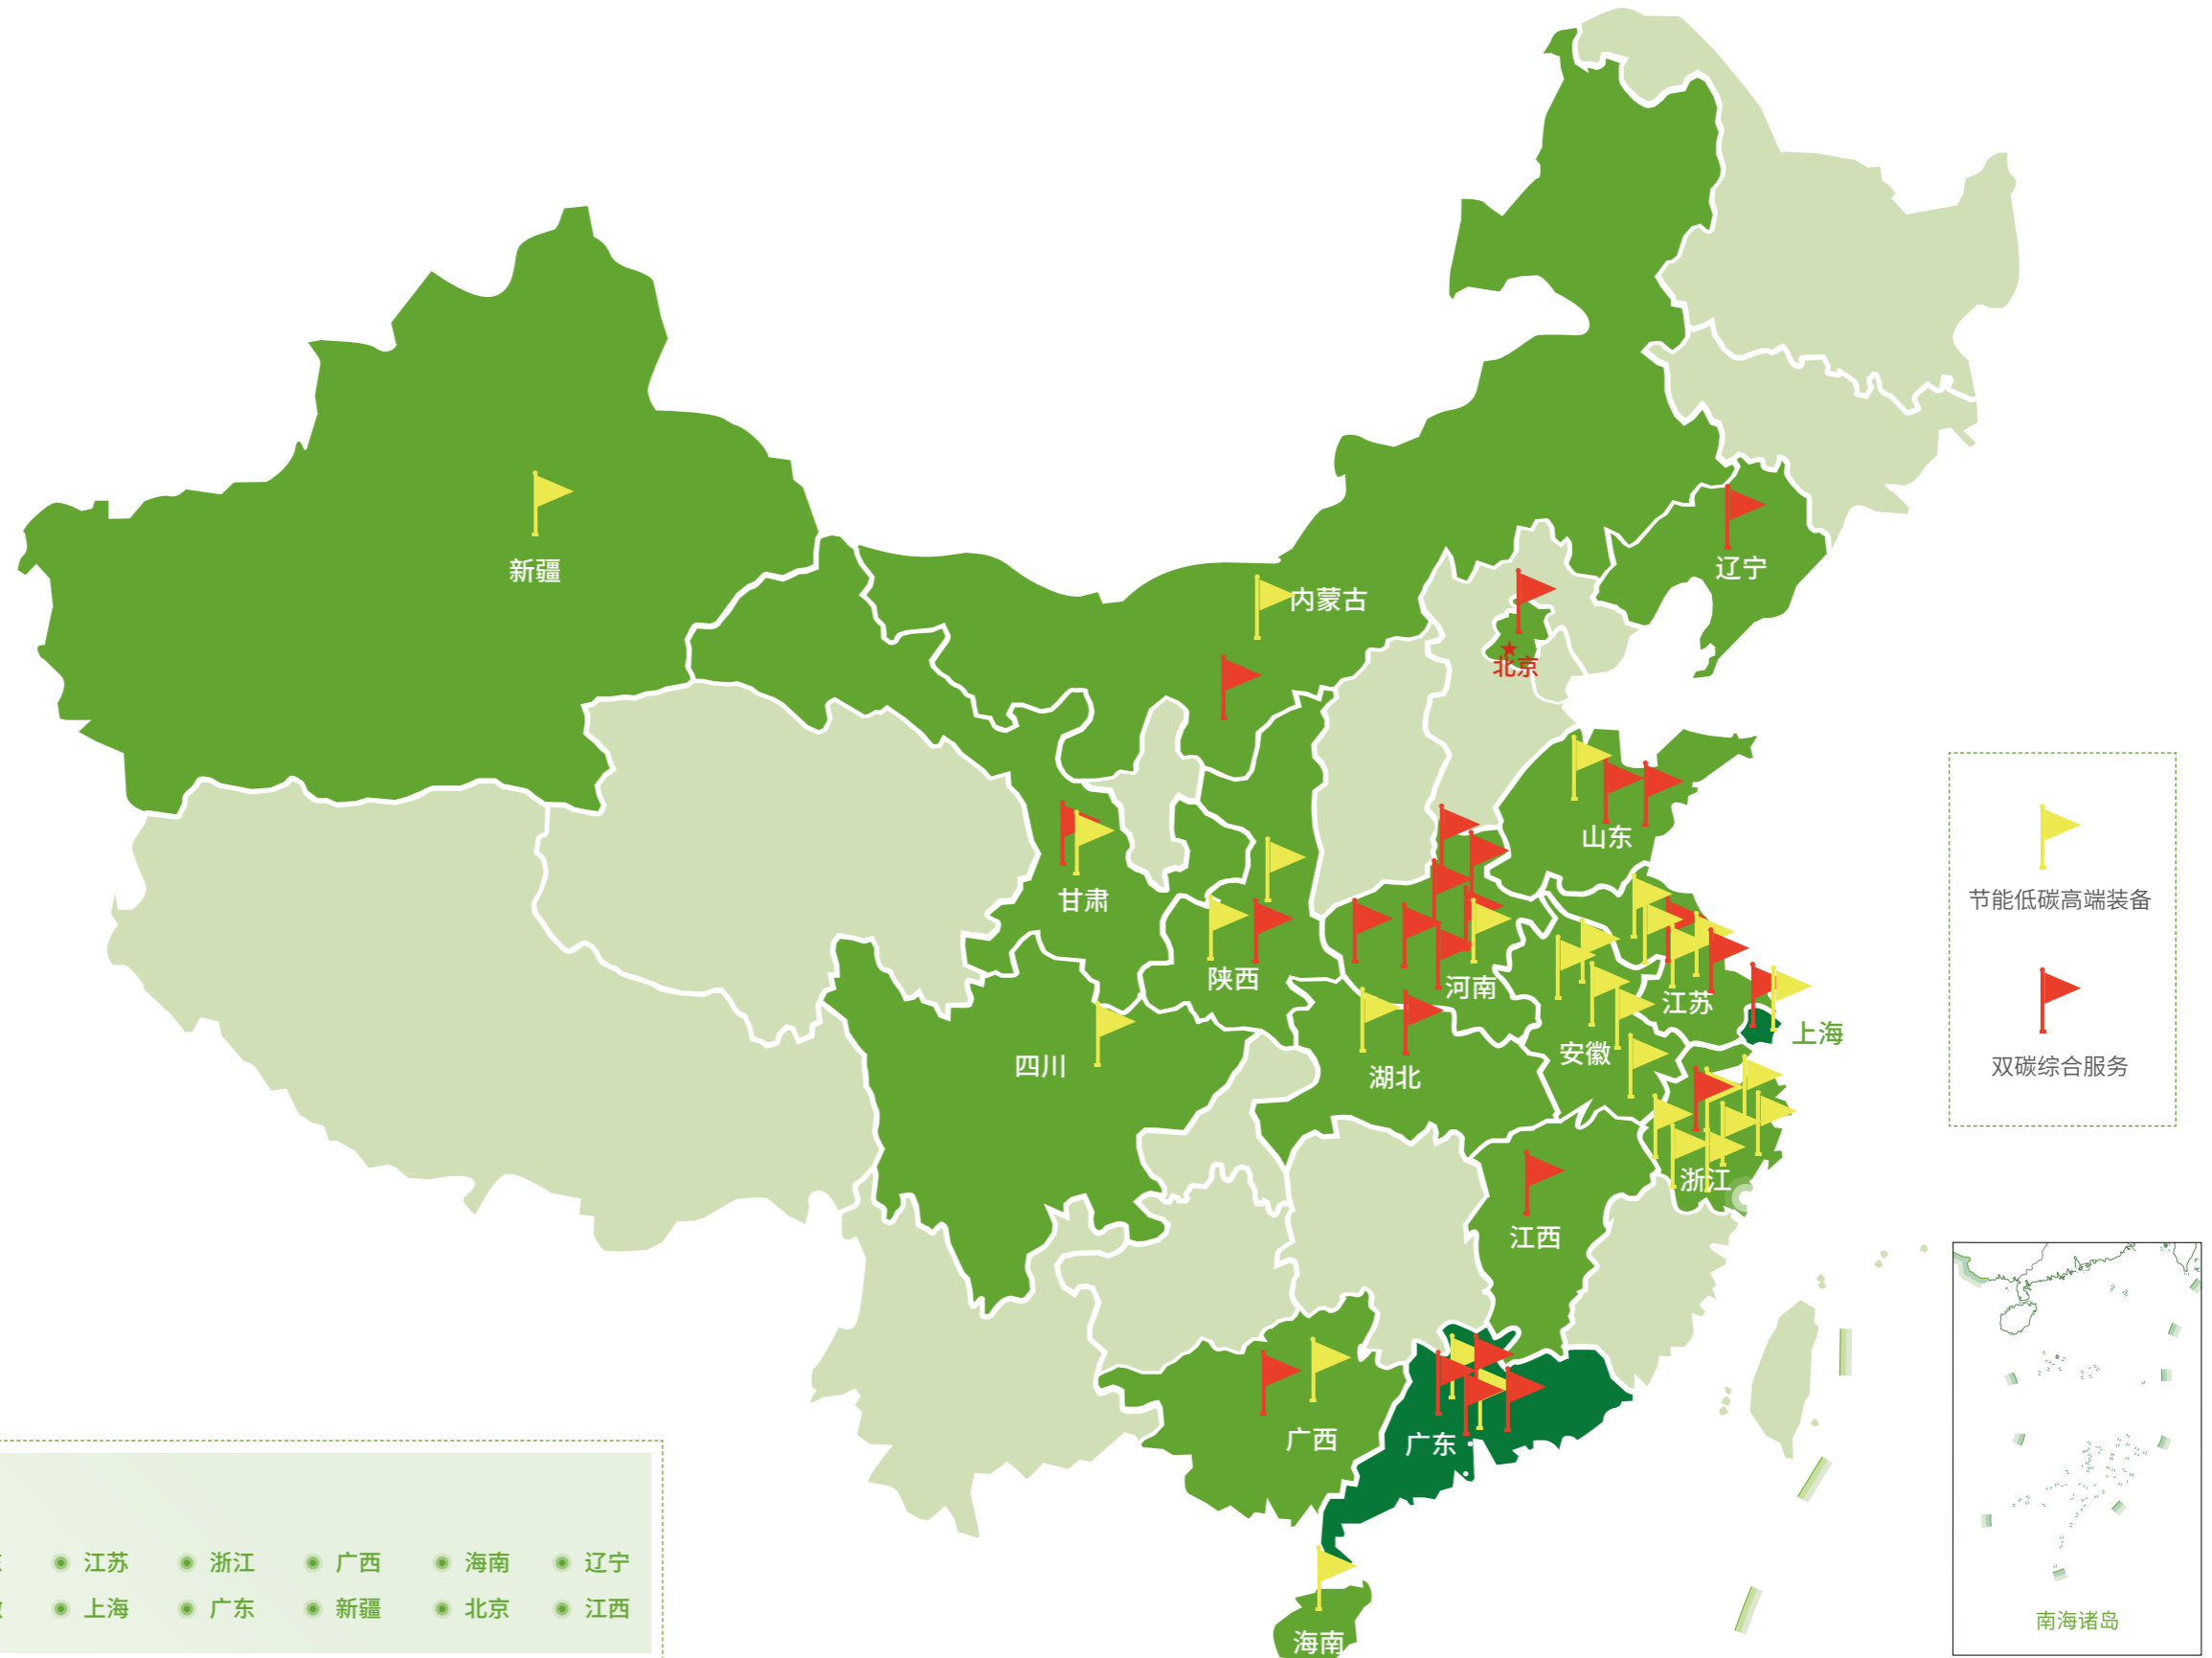 新疆
内蒙古
辽宁
北京
山东
甘肃
陕西
河南
江苏
上海
四川
湖北
安徽
浙江
江西
广西
广东
海南
节能低碳高端装备
双碳综合服务
南海诸岛
江苏 浙江 广西 海南 辽宁
上海 广东 新疆 北京 江西